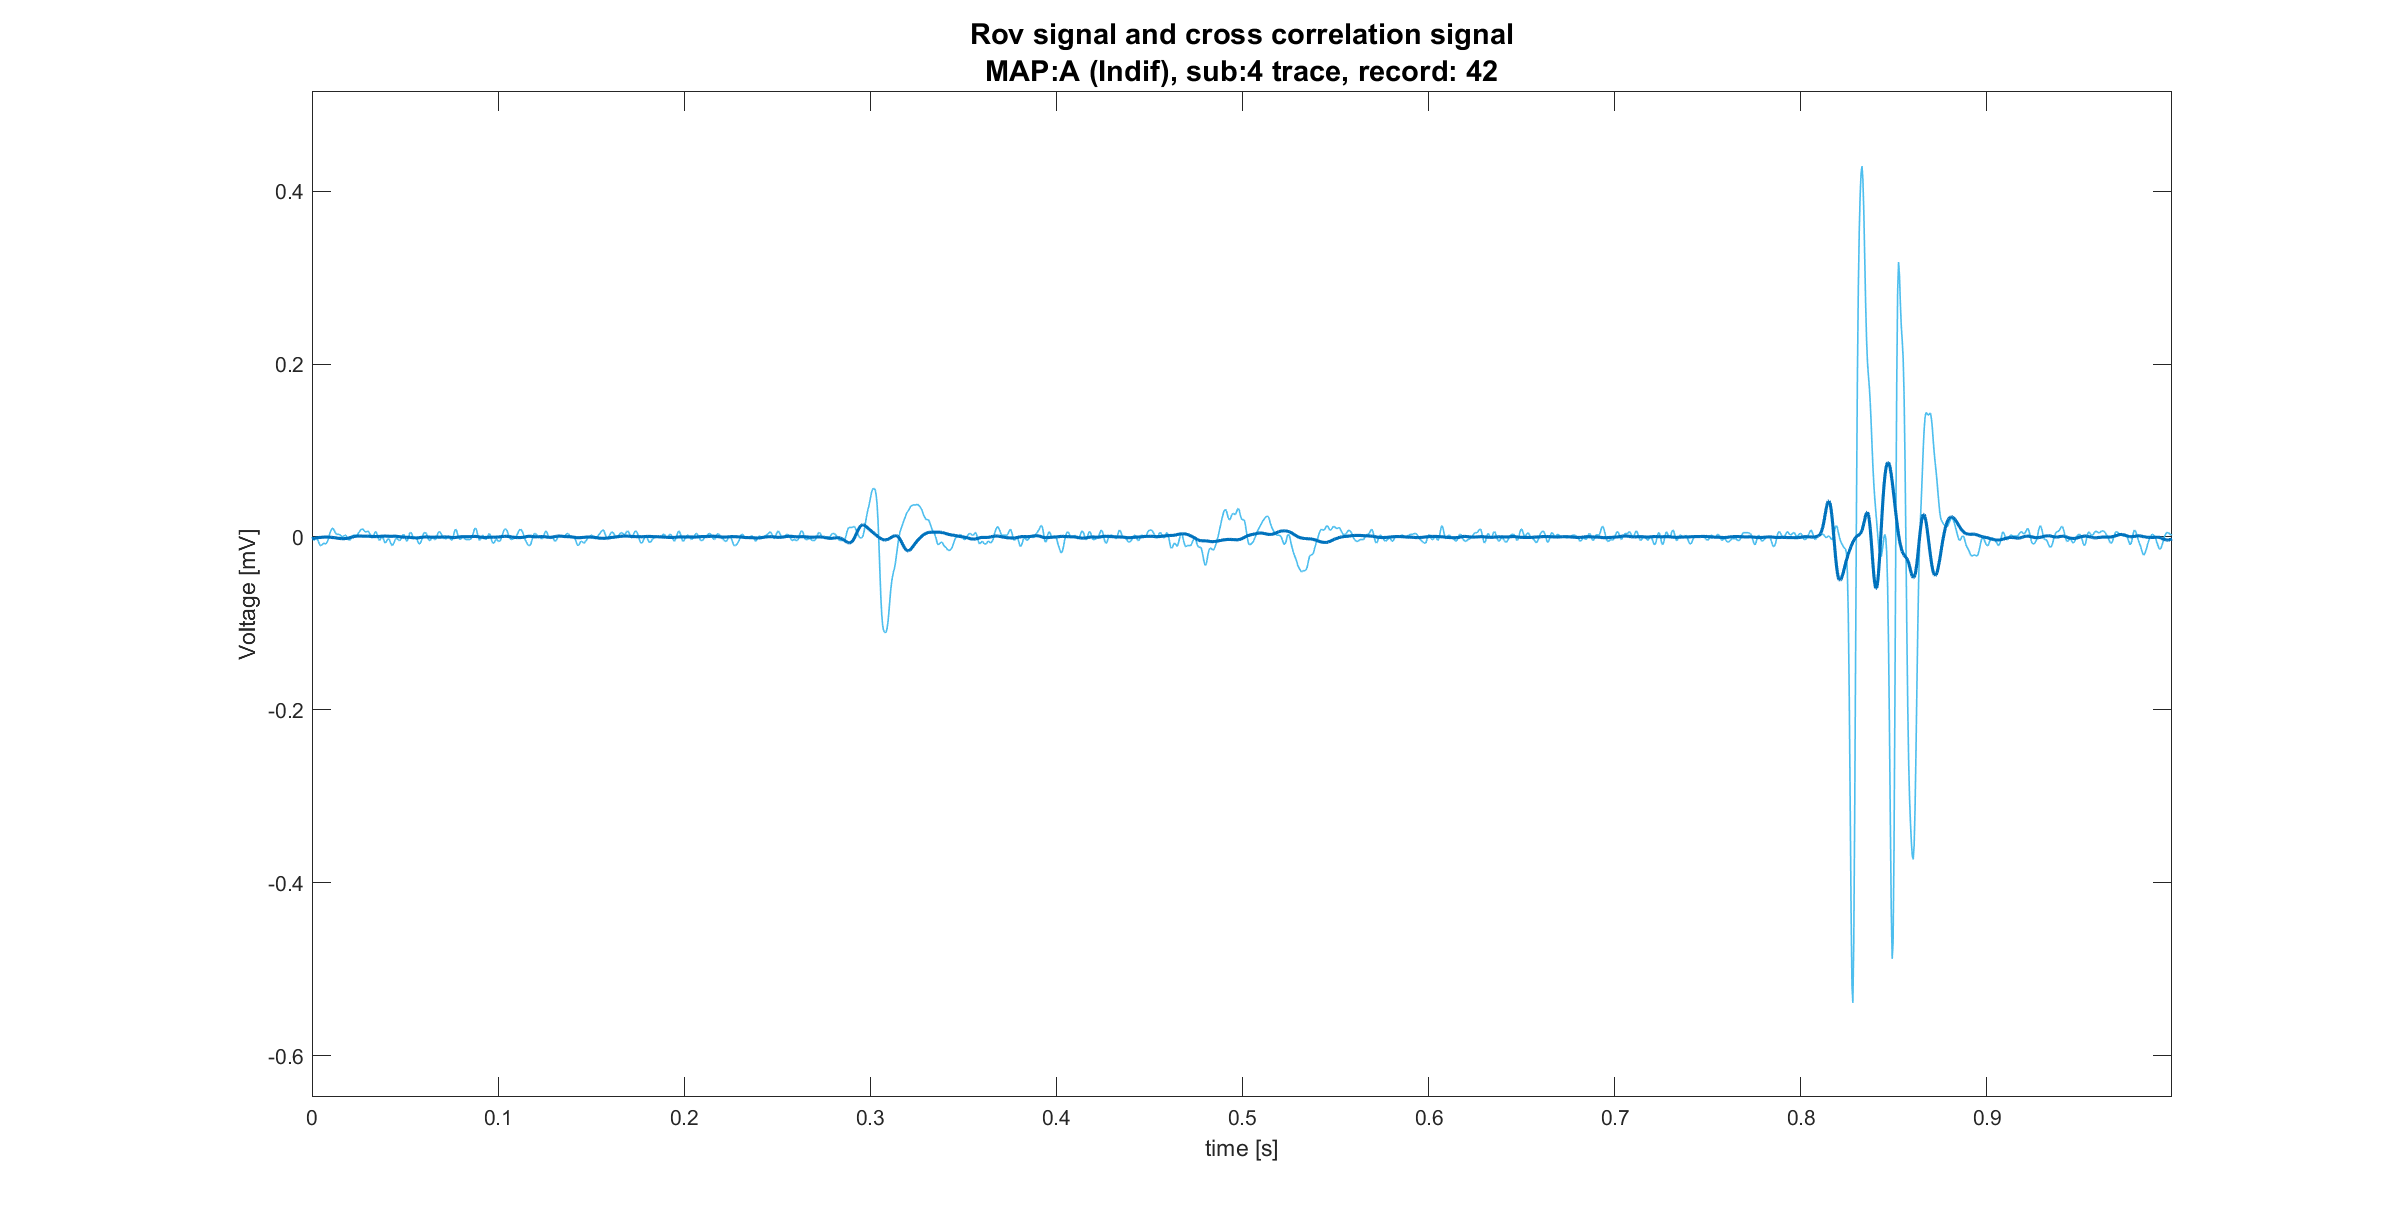 Rov signal and cross correlation signal
MAP:A (Indif), sub:4 trace, record: 42
0.4
0.2
0
-0.2
-0.4
-0.6
Voltage [mV]
0 0.1 0.2 0.3 0.4 0.5 0.6 0.7 0.8 0.9
time [s]